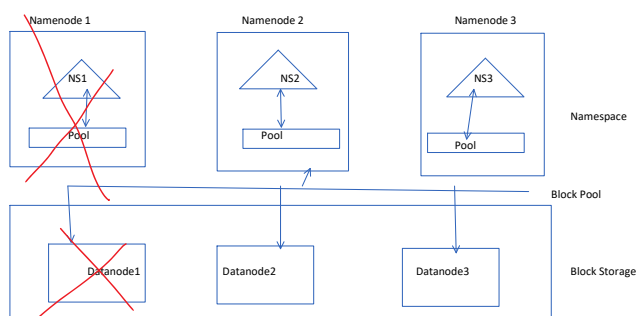 Namenode 1
Namenode 2
Namenode 3
NS1
NS2
NS3
Namespace
Pool
Pool
Pool
Block Pool
Datanode1
Datanode2
Datanode3
Block Storage